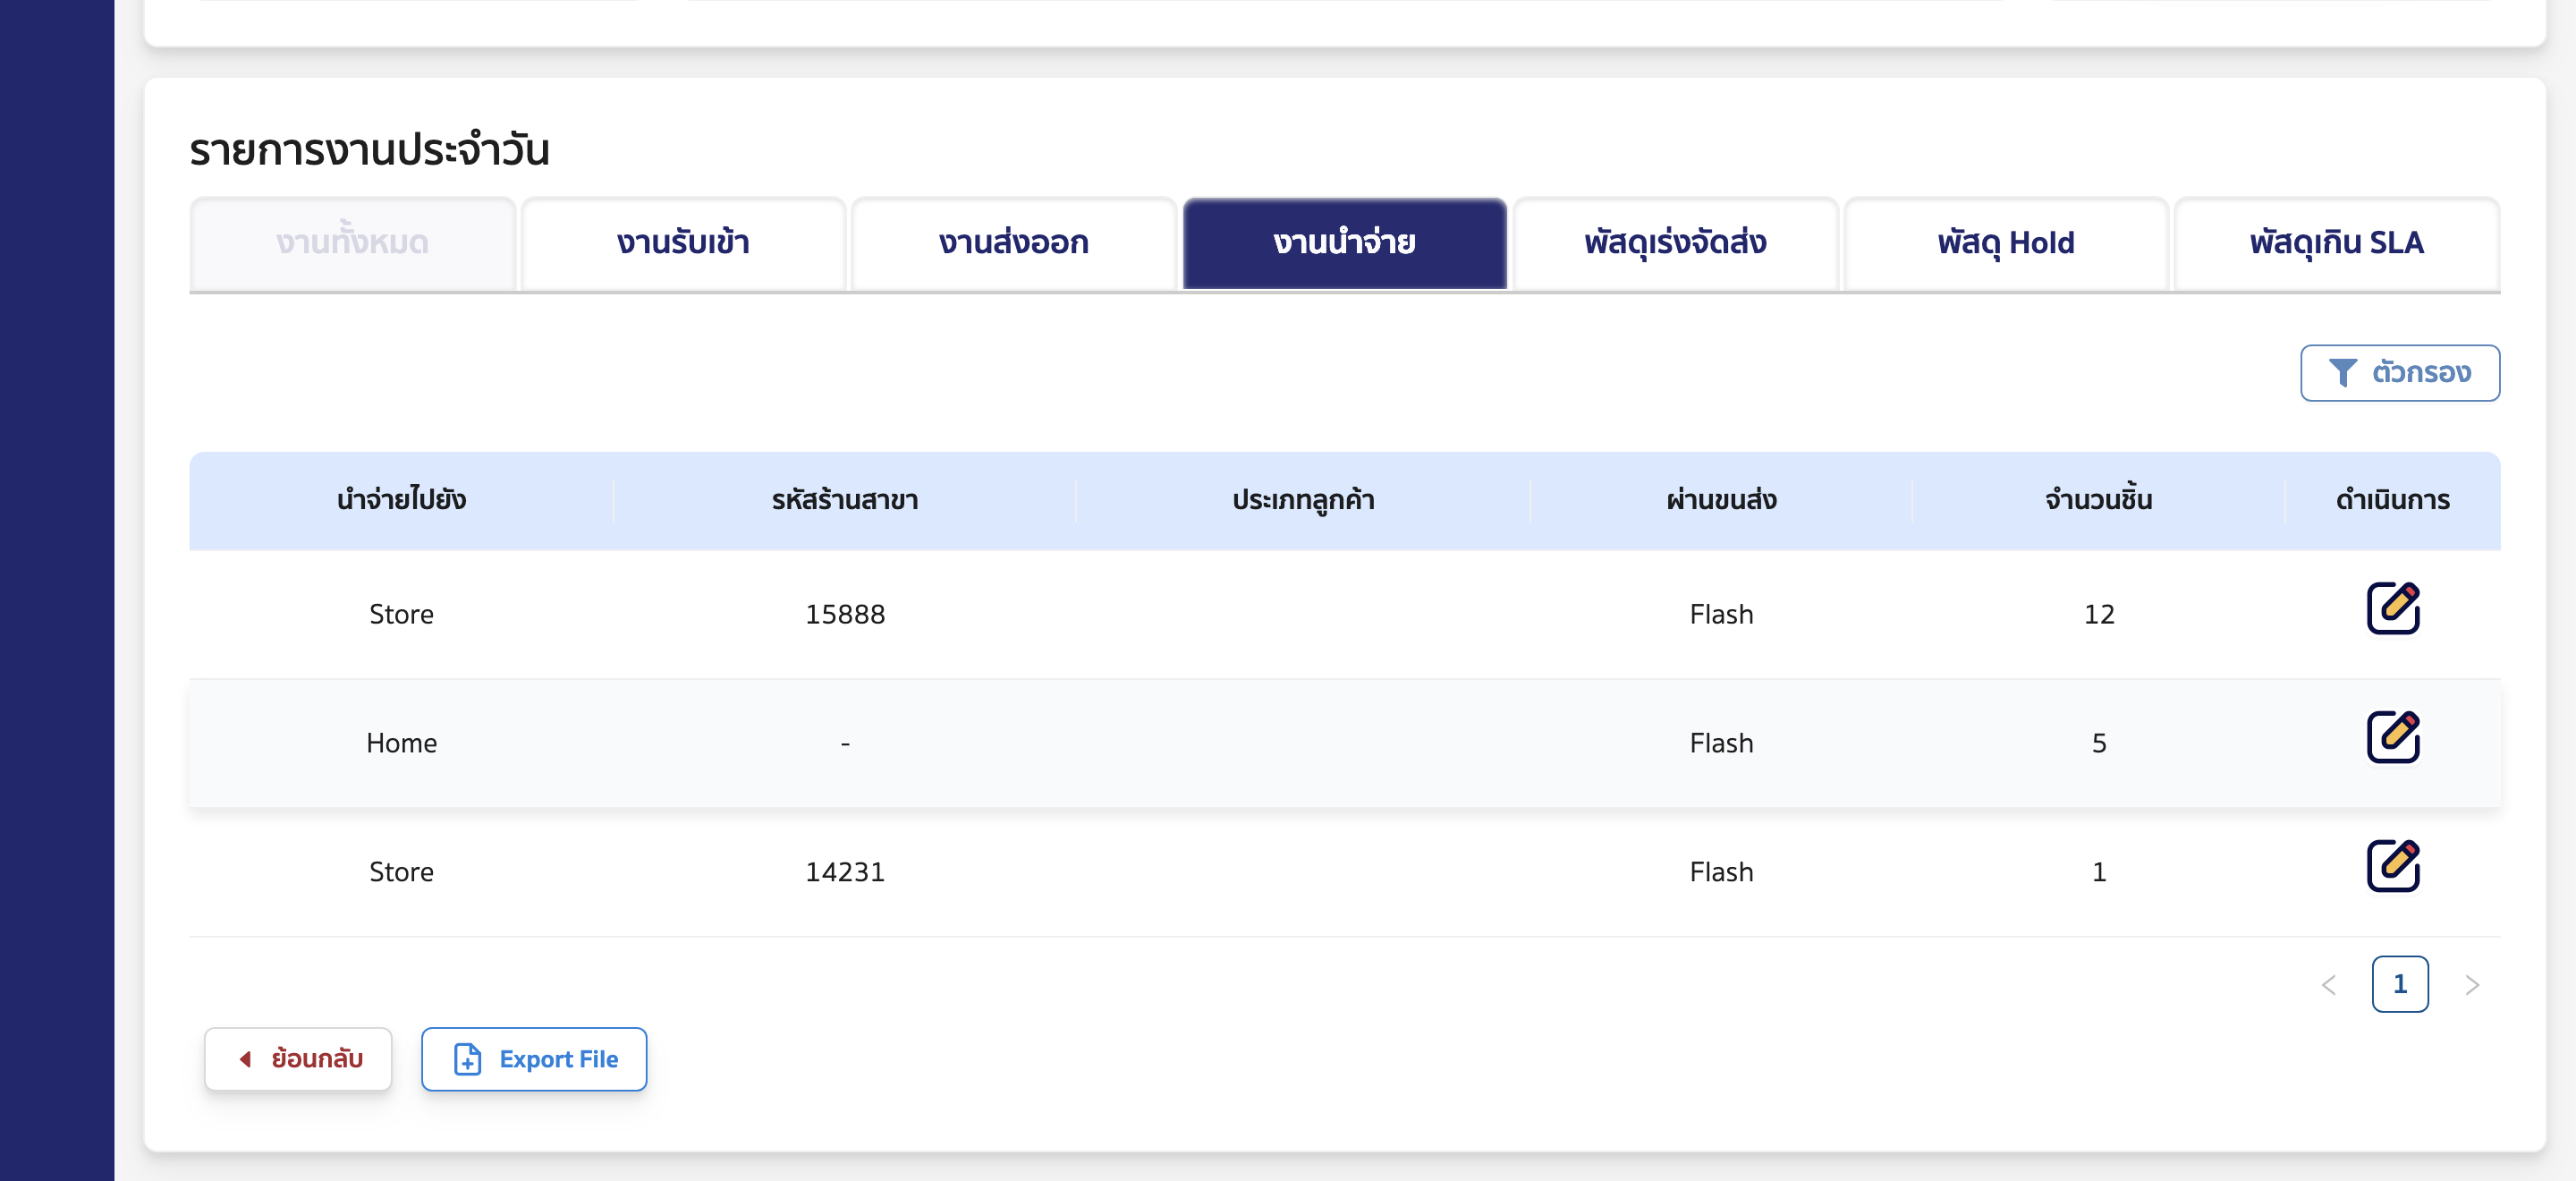 รายการงานประจำวัน
งานทั้งหมด งานรับเข้า งานส่งออก งานนำจ่าย พัสดุเร่งจัดส่ง พัสดุ Hold พัสดุเกิน SLA
ตัวกรอง
นำจ่ายไปยัง รหัสร้านสาขา ประเภทลูกค้า ผ่านขนส่ง จำนวนชิ้น ดำเนินการ
Store 15888 Flash 12
Home - Flash 5
Store 14231 Flash 1
1
ย้อนกลับ Export File